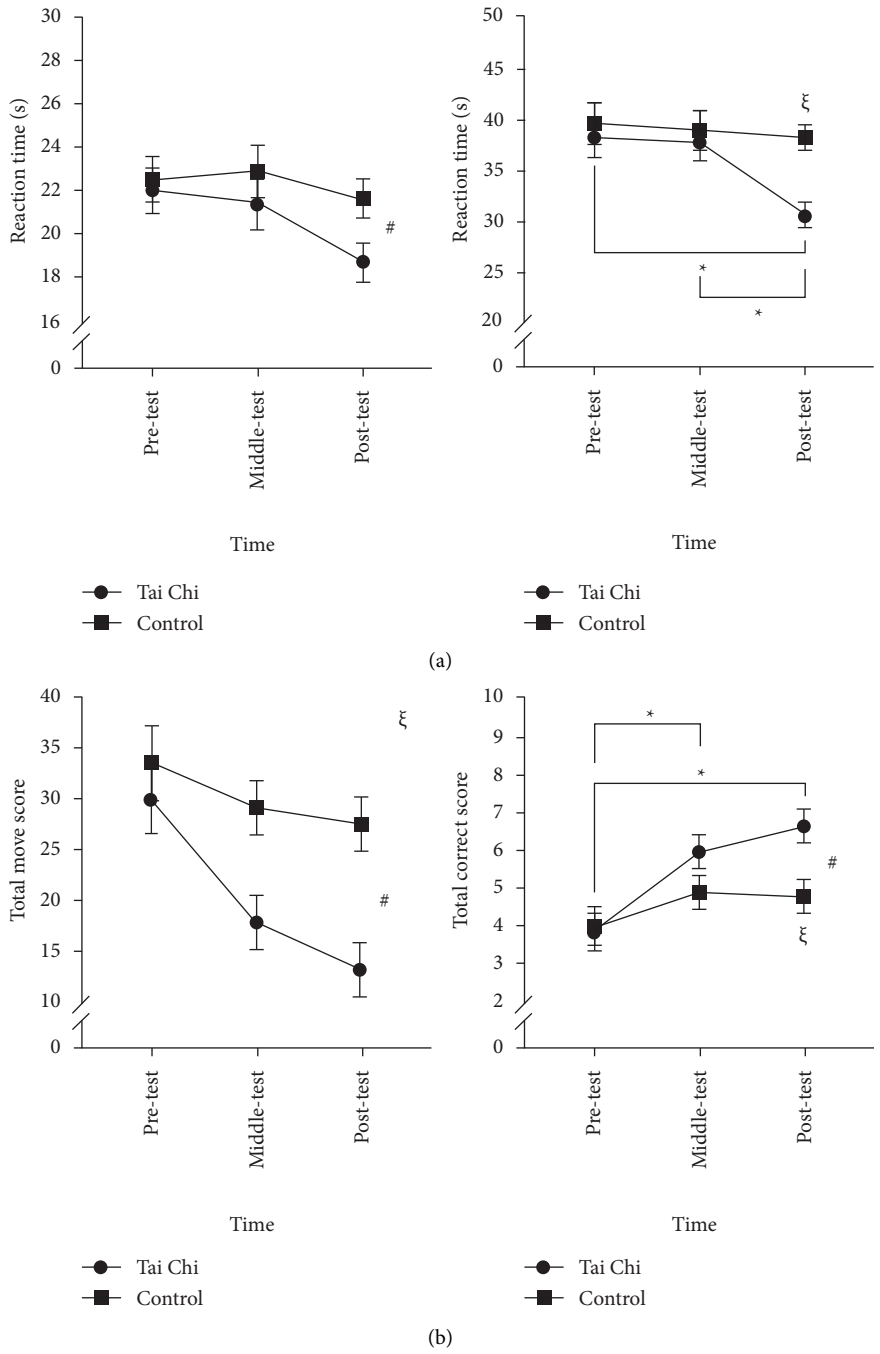 Reaction time (s)
30
28
26
24
22
20
18
16
0
#
Pre-test
Middle-test
Post-test
Time
Tai Chi
Control
Reaction time (s)
50
45
40
35
30
25
20
0
ξ
*
*
Pre-test
Middle-test
Post-test
Time
Tai Chi
Control
(a)
Total move score
40
35
30
25
20
15
10
0
ξ
#
Pre-test
Middle-test
Post-test
Time
Tai Chi
Control
Total correct score
10
9
8
7
6
5
4
3
2
0
*
*
#
ξ
Pre-test
Middle-test
Post-test
Time
Tai Chi
Control
(b)